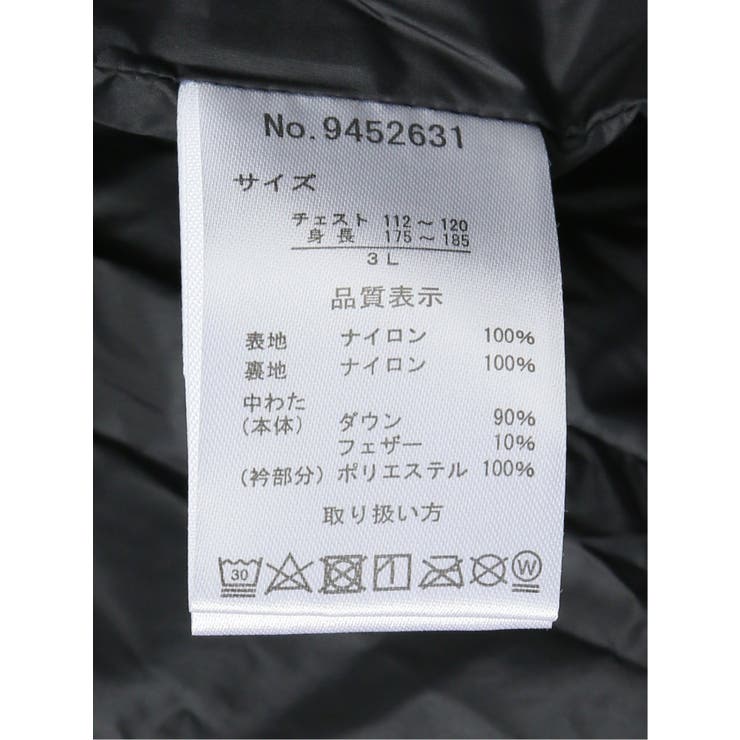 No.9452631
サイズ
チェスト 112～120
身長 175～185
3L
品質表示
表地 ナイロン 100%
裏地 ナイロン 100%
中わた
(本体) ダウン 90%
フェザー 10%
(衿部分) ポリエステル 100%
取り扱い方
30 W